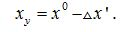 x_y = x^0 − △x'.